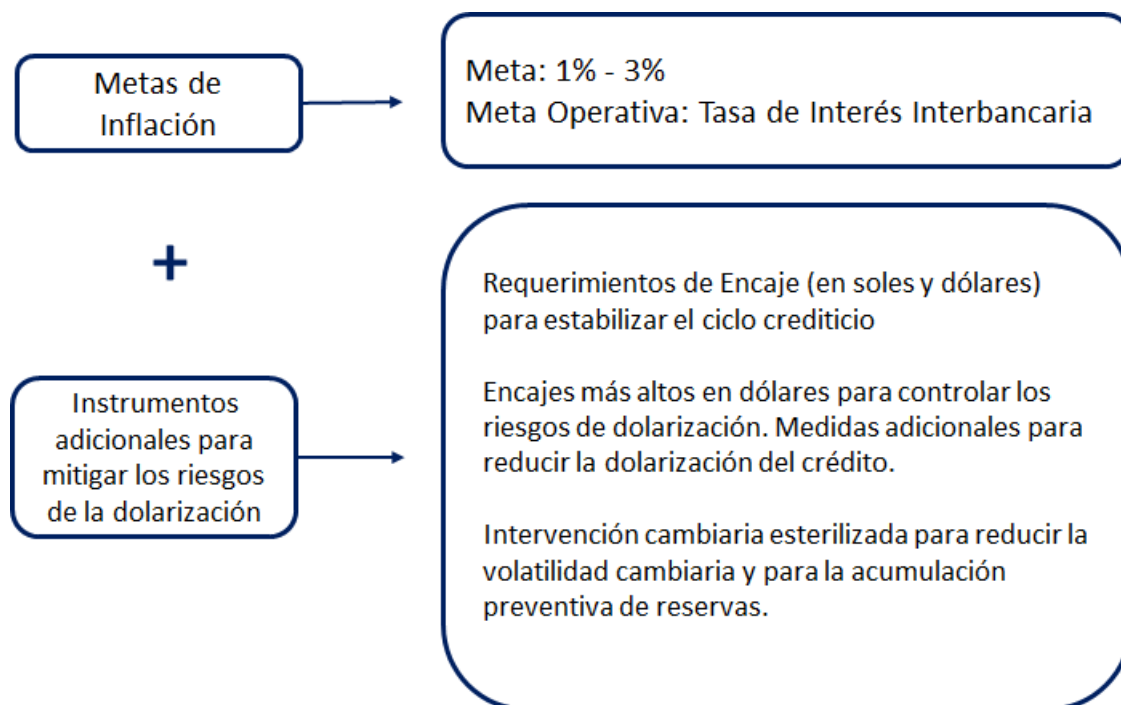 Metas de
Inflación
Meta: 1% - 3%
Meta Operativa: Tasa de Interés Interbancaria
+
Instrumentos
adicionales para
mitigar los riesgos
de la dolarización
Requerimientos de Encaje (en soles y dólares)
para estabilizar el ciclo crediticio
Encajes más altos en dólares para controlar los
riesgos de dolarización. Medidas adicionales para
reducir la dolarización del crédito.
Intervención cambiaria esterilizada para reducir la
volatilidad cambiaria y para la acumulación
preventiva de reservas.